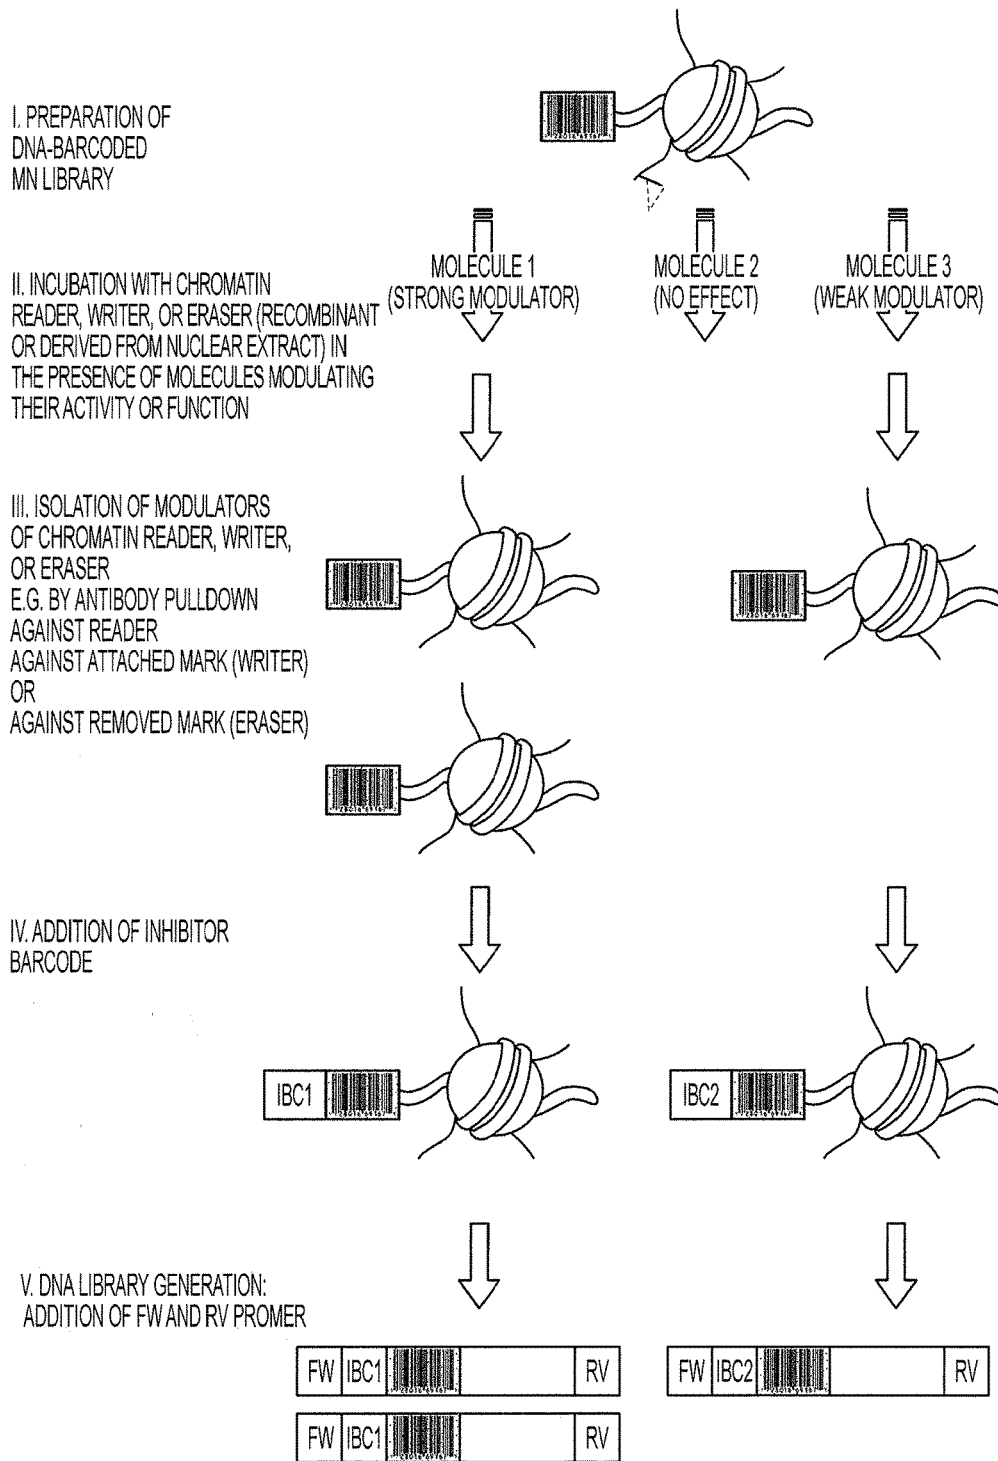 I. PREPARATION OF
DNA-BARCODED
MN LIBRARY
MOLECULE 1
(STRONG MODULATOR)
MOLECULE 2
(NO EFFECT)
MOLECULE 3
(WEAK MODULATOR)
II. INCUBATION WITH CHROMATIN
READER, WRITER, OR ERASER (RECOMBINANT
OR DERIVED FROM NUCLEAR EXTRACT) IN
THE PRESENCE OF MOLECULES MODULATING
THEIR ACTIVITY OR FUNCTION
III. ISOLATION OF MODULATORS
OF CHROMATIN READER, WRITER,
OR ERASER
E.G. BY ANTIBODY PULLDOWN
AGAINST READER
AGAINST ATTACHED MARK (WRITER)
OR
AGAINST REMOVED MARK (ERASER)
IV. ADDITION OF INHIBITOR
BARCODE
IBC1
IBC2
V. DNA LIBRARY GENERATION:
ADDITION OF FW AND RV PROMER
FW IBC1 RV
FW IBC2 RV
FW IBC1 RV